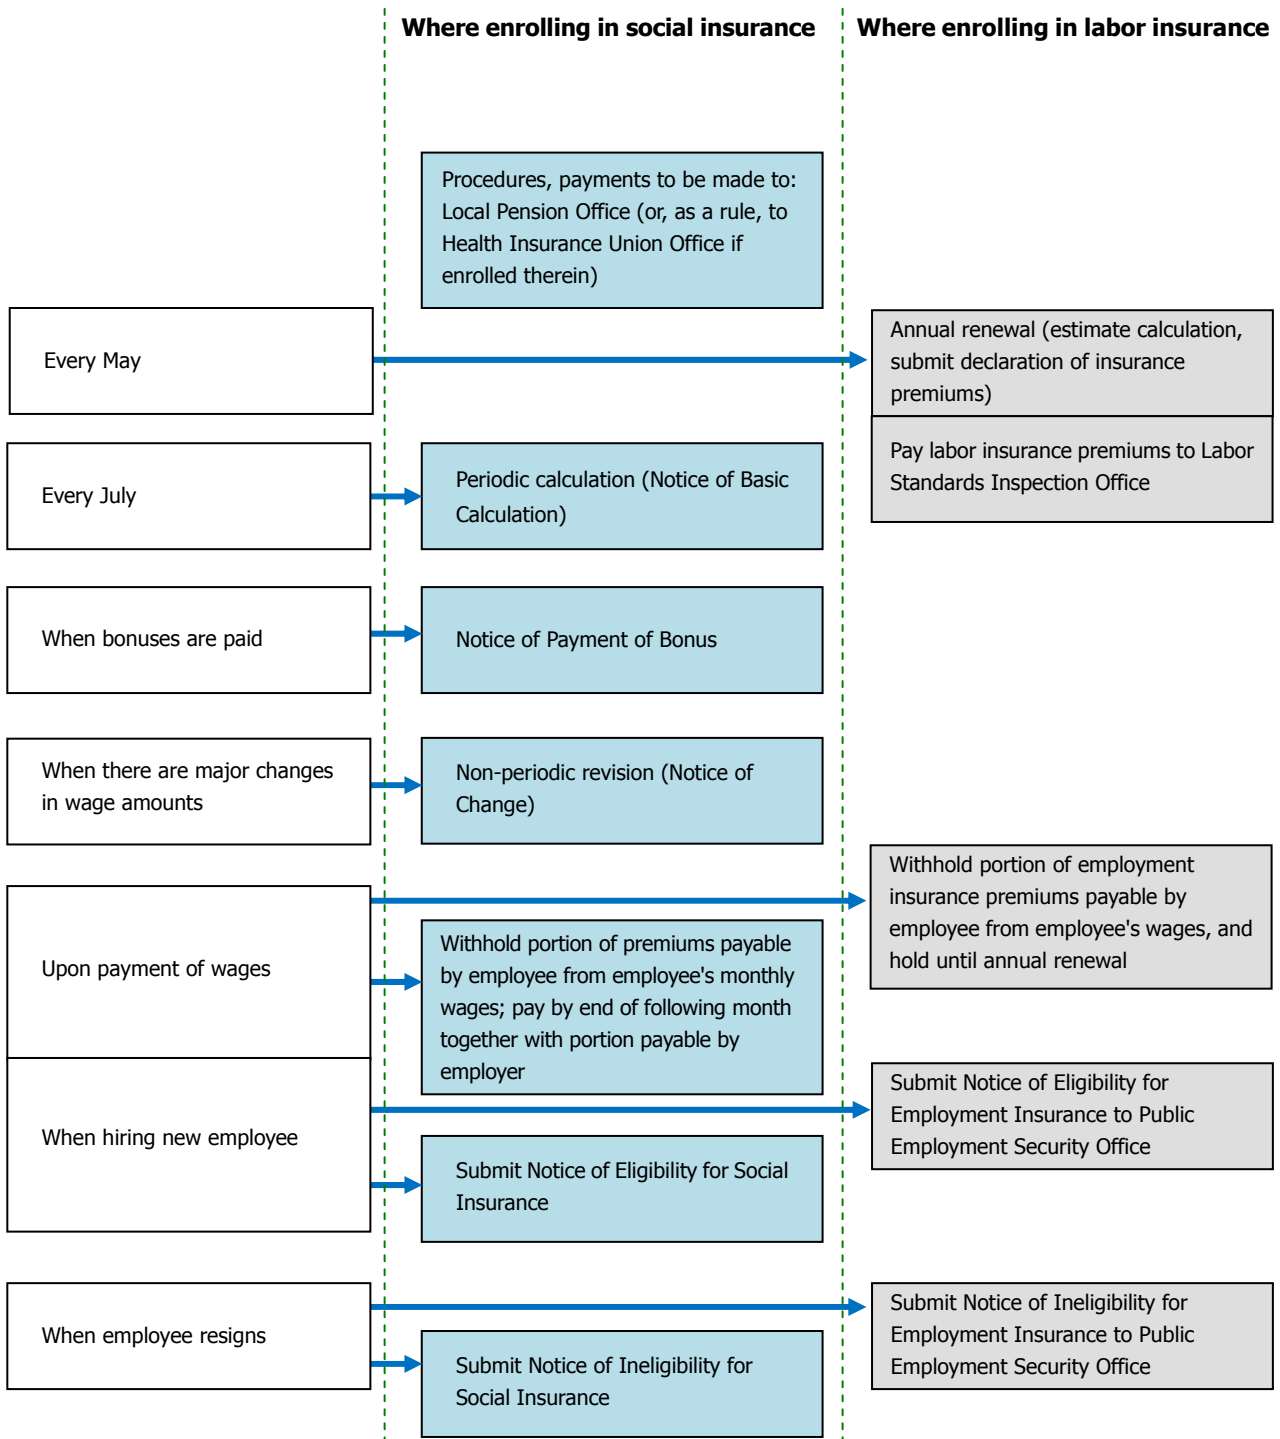 Where enrolling in social insurance
Where enrolling in labor insurance
Procedures, payments to be made to:
Local Pension Office (or, as a rule, to
Health Insurance Union Office if
enrolled therein)
Every May
Annual renewal (estimate calculation,
submit declaration of insurance
premiums)
Pay labor insurance premiums to Labor
Standards Inspection Office
Every July
Periodic calculation (Notice of Basic
Calculation)
When bonuses are paid
Notice of Payment of Bonus
When there are major changes
in wage amounts
Non-periodic revision (Notice of
Change)
Upon payment of wages
Withhold portion of premiums payable
by employee from employee's monthly
wages; pay by end of following month
together with portion payable by
employer
Withhold portion of employment
insurance premiums payable by
employee from employee's wages, and
hold until annual renewal
When hiring new employee
Submit Notice of Eligibility for Social
Insurance
Submit Notice of Eligibility for
Employment Insurance to Public
Employment Security Office
When employee resigns
Submit Notice of Ineligibility for
Social Insurance
Submit Notice of Ineligibility for
Employment Insurance to Public
Employment Security Office